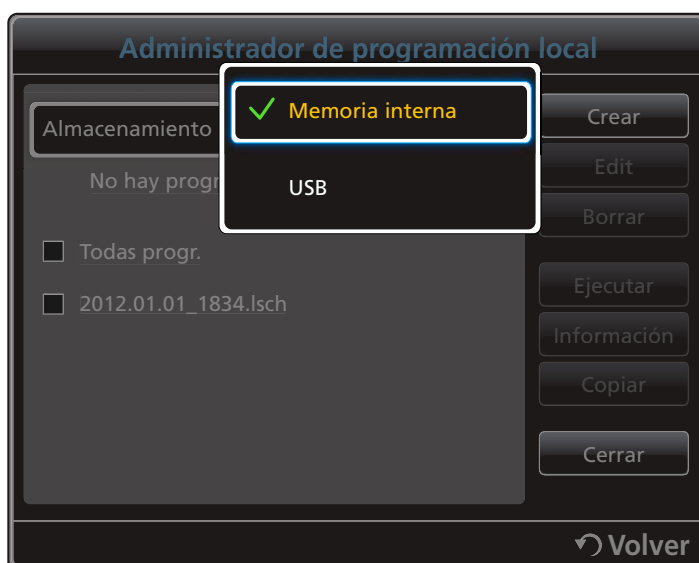 Administrador de programación local
Almacenamiento
Memoria interna
USB
No hay progr
Todas progr.
2012.01.01_1834.lsch
Crear
Edit
Borrar
Ejecutar
Información
Copiar
Cerrar
Volver